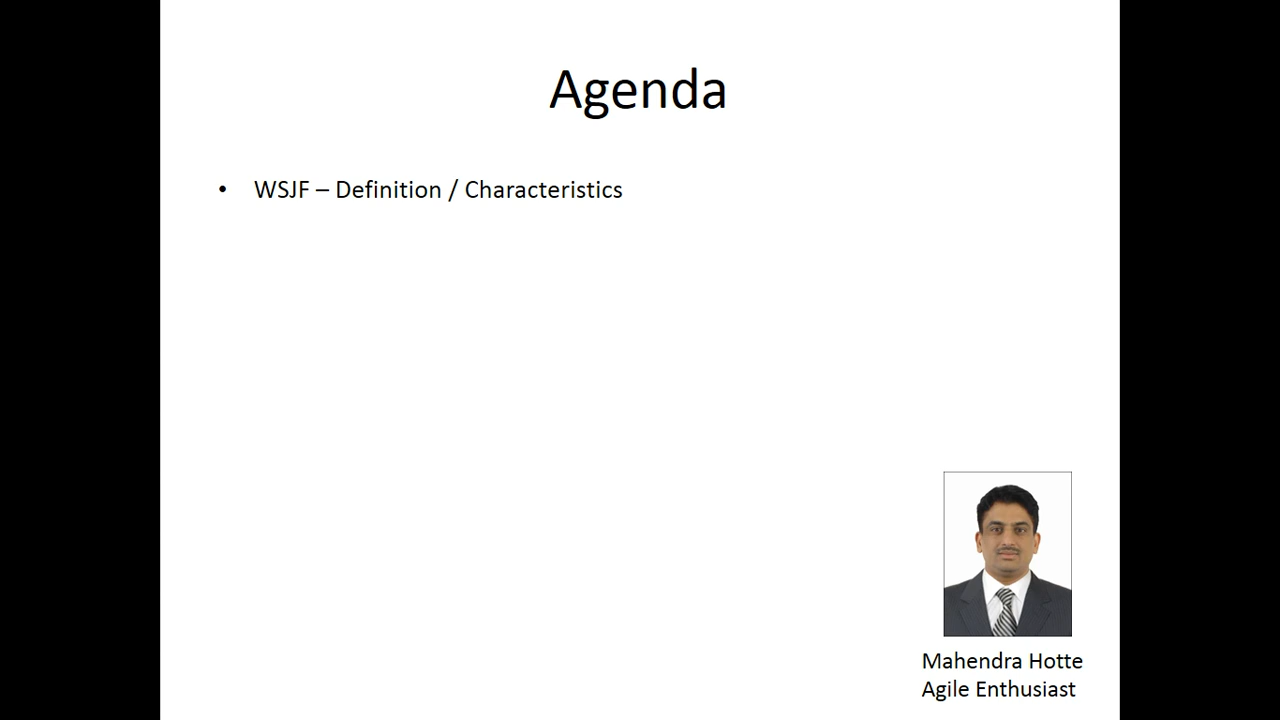 Agenda
• WSJF – Definition / Characteristics
Mahendra Hotte
Agile Enthusiast